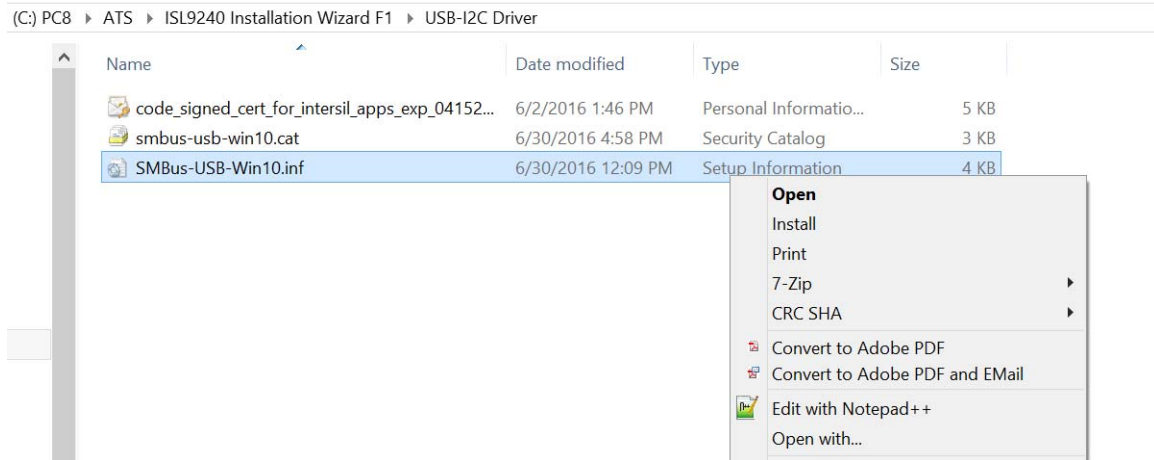 (C:) PC8 ▸ ATS ▸ ISL9240 Installation Wizard F1 ▸ USB-I2C Driver
Name Date modified Type Size
code_signed_cert_for_intersil_apps_exp_04152... 6/2/2016 1:46 PM Personal Informatio... 5 KB
smbus-usb-win10.cat 6/30/2016 4:58 PM Security Catalog 3 KB
SMBus-USB-Win10.inf 6/30/2016 12:09 PM Setup Information 4 KB
Open
Install
Print
7-Zip
CRC SHA
Convert to Adobe PDF
Convert to Adobe PDF and EMail
Edit with Notepad++
Open with...